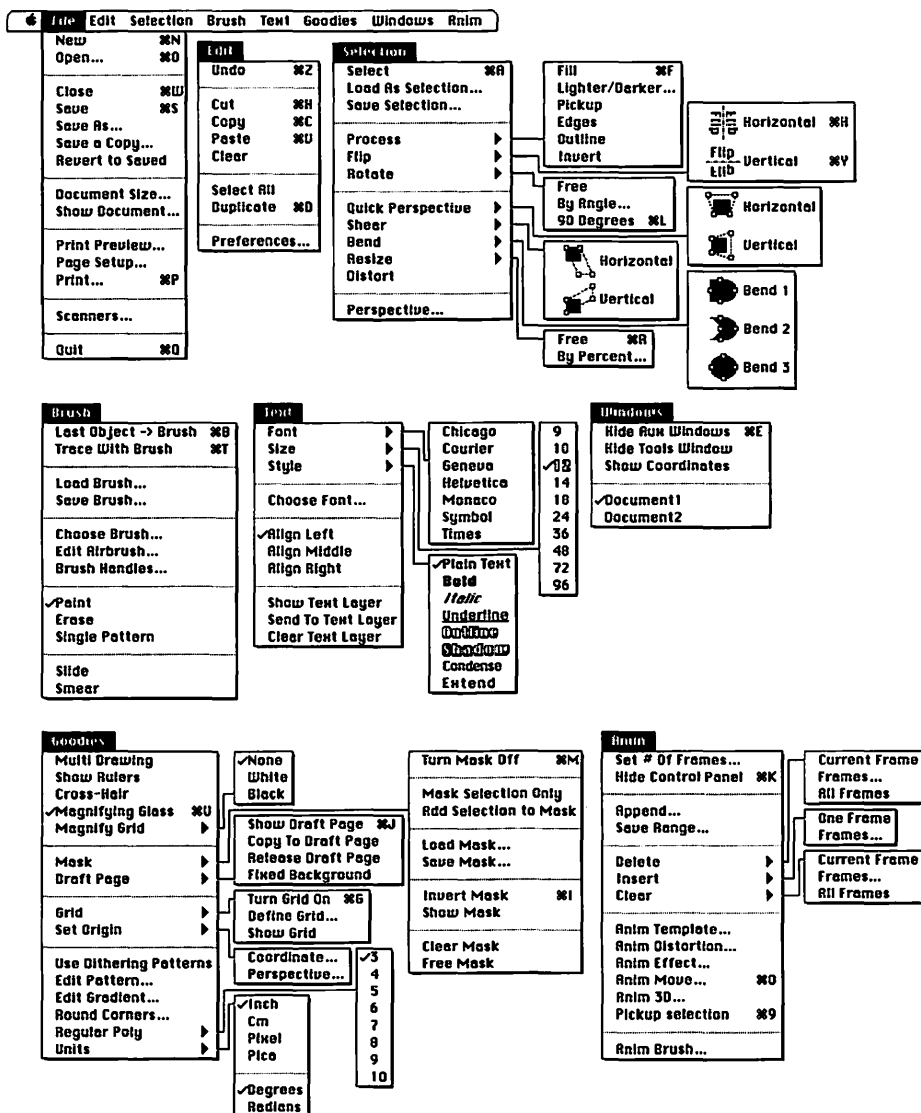 File Edit Selection Brush Text Goodies Windows Anim
New ⌘N
Open... ⌘O
Close ⌘W
Save ⌘S
Save As...
Save a Copy...
Revert to Saved
Document Size...
Show Document...
Print Preview...
Page Setup...
Print... ⌘P
Scanners...
Quit ⌘Q
Edit
Undo ⌘Z
Cut ⌘X
Copy ⌘C
Paste ⌘V
Clear
Select All
Duplicate ⌘D
Preferences...
Selection
Select ⌘A
Load As Selection...
Save Selection...
Process
Flip
Rotate
Quick Perspective
Shear
Bend
Resize
Distort
Perspective...
Fill ⌘F
Lighter/Darker...
Pickup
Edges
Outline
Invert
Flip Flip Horizontal ⌘H
Flip Flip Vertical ⌘Y
Free
By Angle...
90 Degrees ⌘L
Horizontal
Vertical
Horizontal
Vertical
Bend 1
Bend 2
Bend 3
Free ⌘R
By Percent...
Brush
Last Object -> Brush ⌘B
Trace With Brush ⌘T
Load Brush...
Save Brush...
Choose Brush...
Edit Airbrush...
Brush Handles...
✓Paint
Erase
Single Pattern
Slide
Smear
Text
Font
Size
Style
Choose Font...
✓Align Left
Align Middle
Align Right
Show Text Layer
Send To Text Layer
Clear Text Layer
Chicago
Courier
Geneva
Helvetica
Monaco
Symbol
Times
9
10
✓12
14
18
24
36
48
72
96
✓Plain Text
Bold
Italic
Underline
Outline
Shadow
Condense
Extend
Windows
Hide Aux Windows ⌘E
Hide Tools Window
Show Coordinates
✓Document1
Document2
Goodies
Multi Drawing
Show Rulers
Cross-Hair
✓Magnifying Glass ⌘U
Magnify Grid
Mask
Draft Page
Grid
Set Origin
Use Dithering Patterns
Edit Pattern...
Edit Gradient...
Round Corners...
Regular Poly
Units
✓None
White
Black
Show Draft Page ⌘J
Copy To Draft Page
Release Draft Page
Fixed Background
Turn Grid On ⌘G
Define Grid...
Show Grid
Coordinate...
Perspective...
✓Inch
Cm
Pixel
Pica
✓Degrees
Radians
✓3
4
5
6
7
8
9
10
Turn Mask Off ⌘M
Mask Selection Only
Add Selection to Mask
Load Mask...
Save Mask...
Invert Mask ⌘I
Show Mask
Clear Mask
Free Mask
Anim
Set # Of Frames...
Hide Control Panel ⌘K
Append...
Save Range...
Delete
Insert
Clear
Anim Template...
Anim Distortion...
Anim Effect...
Anim Move... ⌘0
Anim 3D...
Pickup selection ⌘9
Anim Brush...
Current Frame
Frames...
All Frames
One Frame
Frames...
Current Frame
Frames...
All Frames